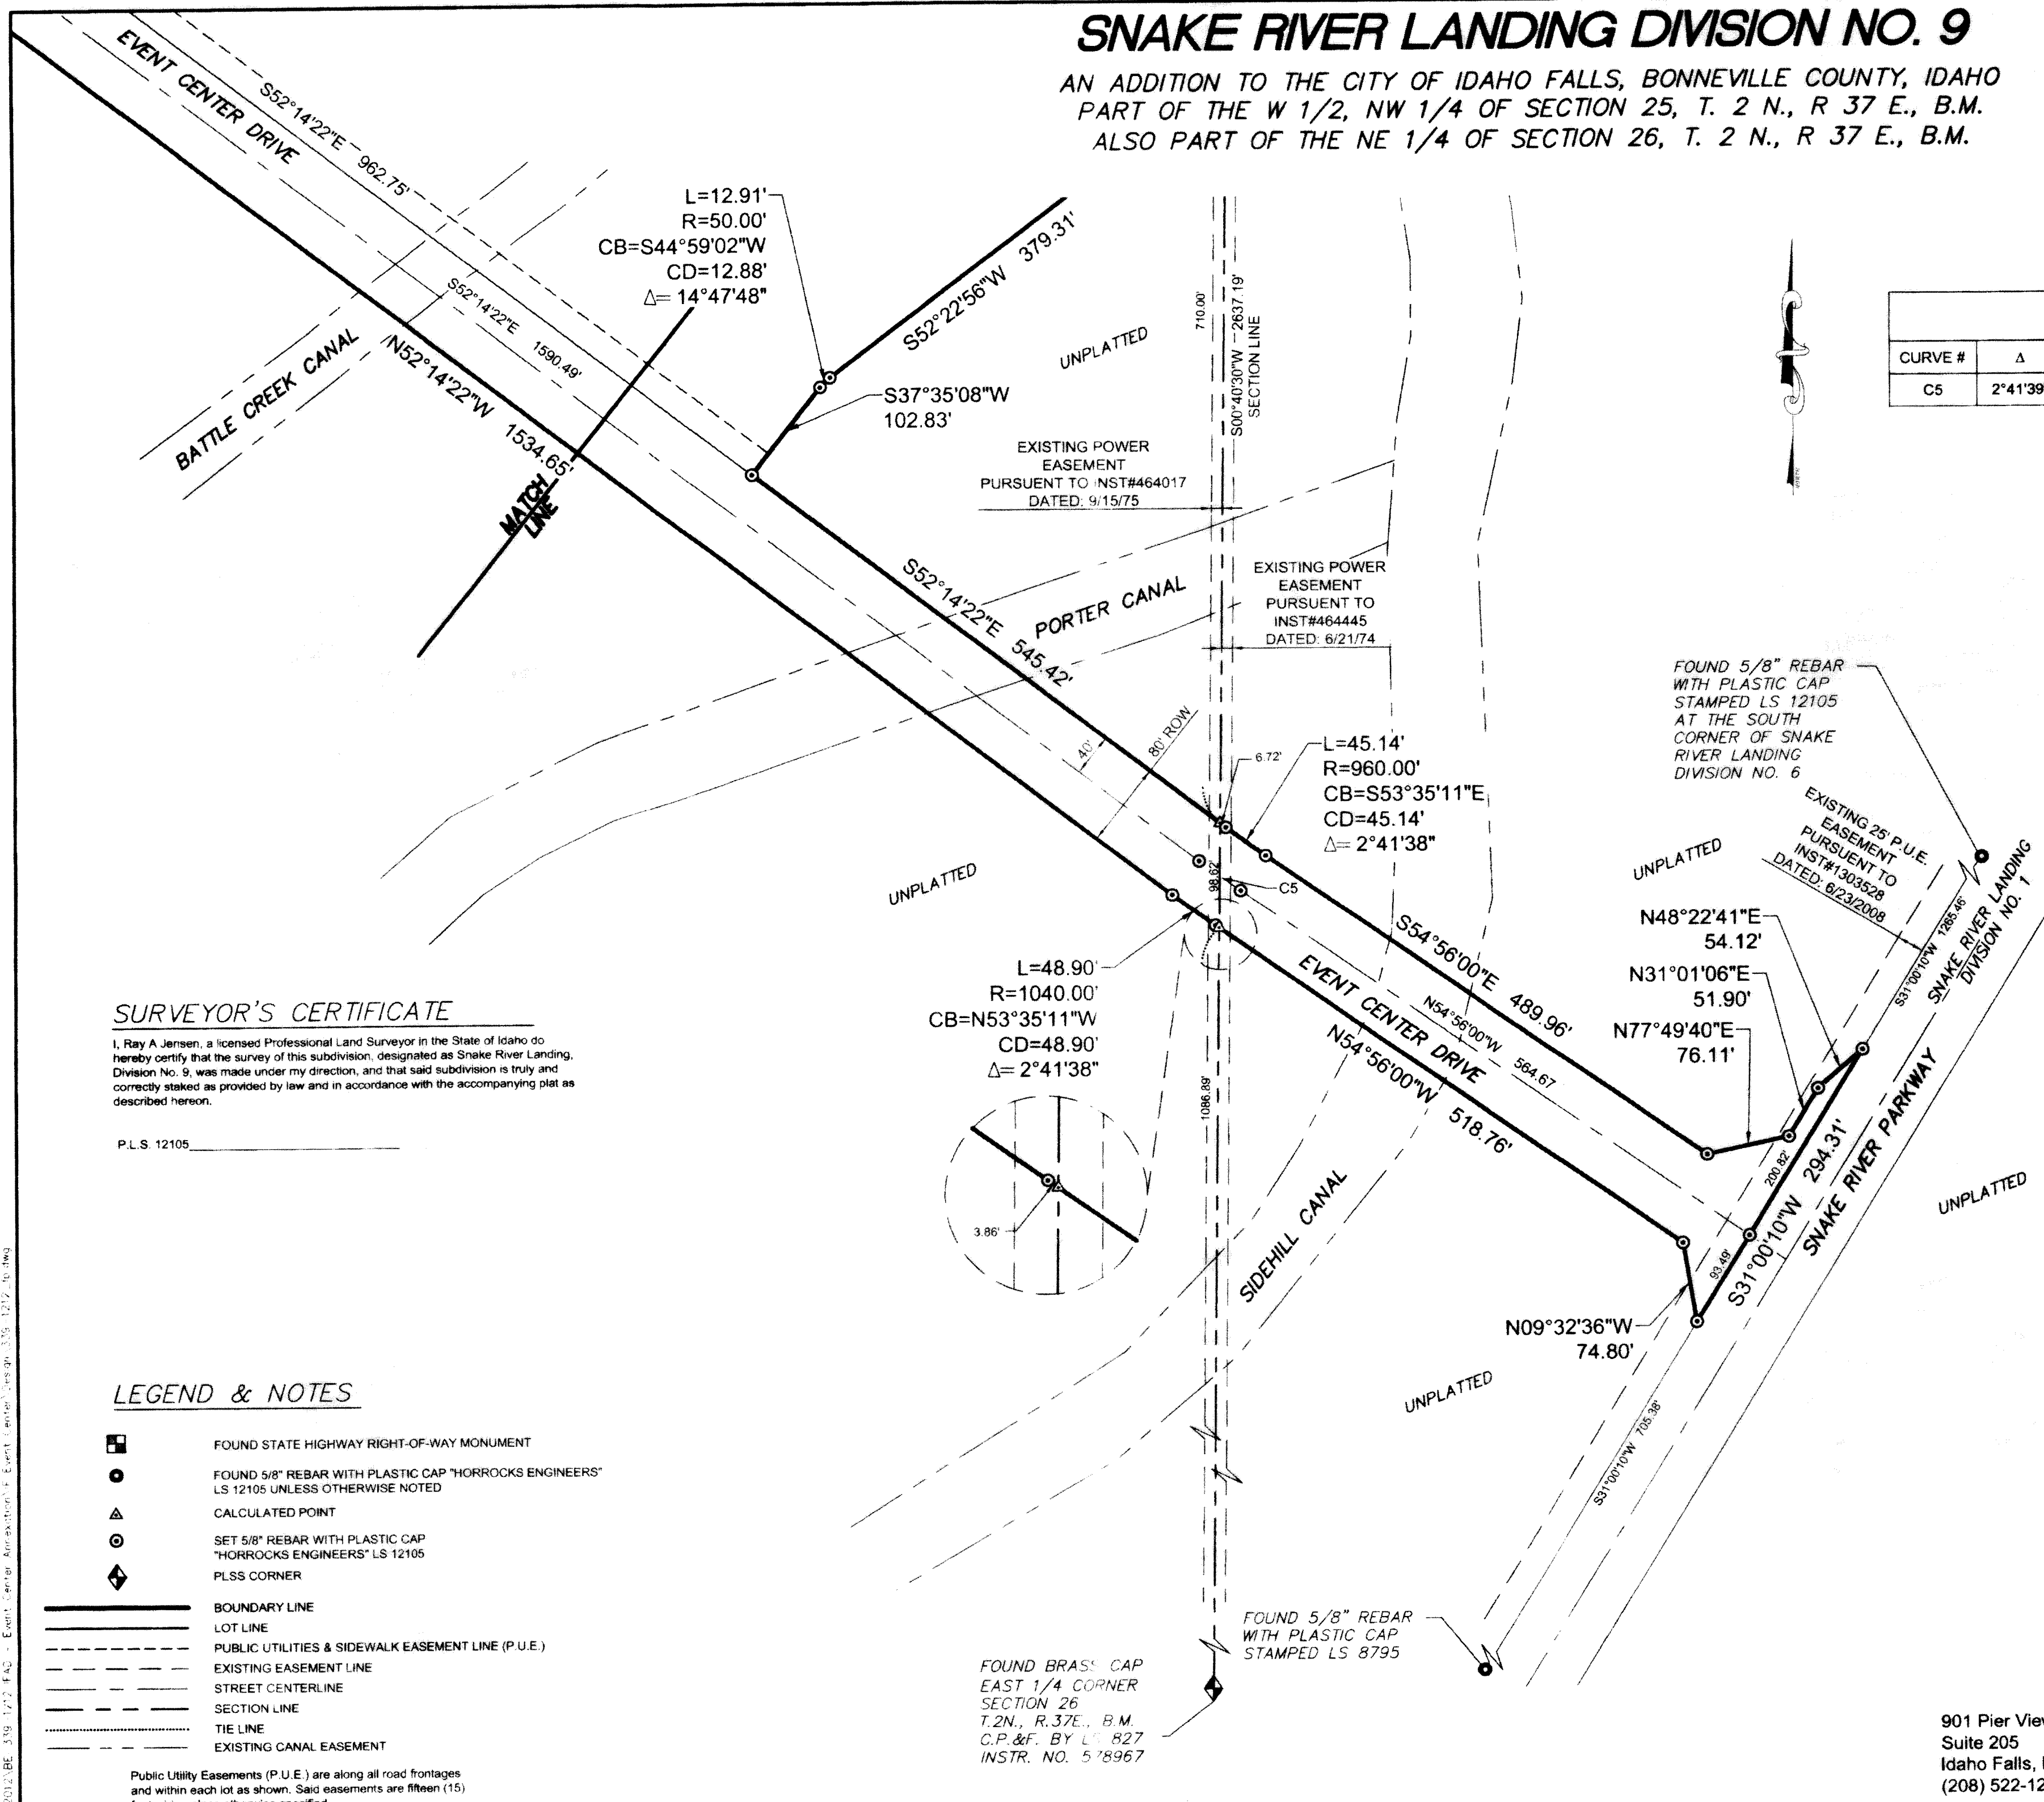 SNAKE RIVER LANDING DIVISION NO. 9
AN ADDITION TO THE CITY OF IDAHO FALLS, BONNEVILLE COUNTY, IDAHO
PART OF THE W 1/2, NW 1/4 OF SECTION 25, T. 2 N., R 37 E., B.M.
ALSO PART OF THE NE 1/4 OF SECTION 26, T. 2 N., R 37 E., B.M.
EVENT CENTER DRIVE
S52°14'22"E 962.75'
L=12.91'
R=50.00'
CB=S44°59'02"W
CD=12.88'
Δ= 14°47'48"
S52°22'56"W 379.31'
S37°35'08"W
102.83'
UNPLATTED
710.00'
S00°40'30"W 2637.19'
SECTION LINE
CURVE # Δ
C5 2°41'39
S52°14'22"E 1590.49'
BATTLE CREEK CANAL
N52°14'22"W 1534.65'
MATCH
LINE
EXISTING POWER
EASEMENT
PURSUENT TO INST#464017
DATED: 9/15/75
EXISTING POWER
EASEMENT
PURSUENT TO
INST#464445
DATED: 6/21/74
S52°14'22"E 545.42'
PORTER CANAL
40'
80' ROW
6.72'
L=45.14'
R=960.00'
CB=S53°35'11"E
CD=45.14'
Δ= 2°41'38"
FOUND 5/8" REBAR
WITH PLASTIC CAP
STAMPED LS 12105
AT THE SOUTH
CORNER OF SNAKE
RIVER LANDING
DIVISION NO. 6
EXISTING 25' P.U.E.
EASEMENT
PURSUENT TO
INST#1303528
DATED: 6/23/2008
UNPLATTED
S31°00'10"W 1265.46'
SNAKE RIVER LANDING
DIVISION NO. 1
UNPLATTED
98.62'
C5
L=48.90'
R=1040.00'
CB=N53°35'11"W
CD=48.90'
Δ= 2°41'38"
S54°56'00"E 489.96'
EVENT CENTER DRIVE
N54°56'00"W 564.67
N54°56'00"W 518.76'
N48°22'41"E
54.12'
N31°01'06"E
51.90'
N77°49'40"E
76.11'
200.82'
S31°00'10"W 294.31'
93.49'
SNAKE RIVER PARKWAY
UNPLATTED
1086.89'
3.86'
SIDEHILL CANAL
N09°32'36"W
74.80'
UNPLATTED
S31°00'10"W 705.38'
SURVEYOR'S CERTIFICATE
I, Ray A Jensen, a licensed Professional Land Surveyor in the State of Idaho do
hereby certify that the survey of this subdivision, designated as Snake River Landing,
Division No. 9, was made under my direction, and that said subdivision is truly and
correctly staked as provided by law and in accordance with the accompanying plat as
described hereon.
P.L.S. 12105
LEGEND & NOTES
FOUND STATE HIGHWAY RIGHT-OF-WAY MONUMENT
FOUND 5/8" REBAR WITH PLASTIC CAP "HORROCKS ENGINEERS"
LS 12105 UNLESS OTHERWISE NOTED
CALCULATED POINT
SET 5/8" REBAR WITH PLASTIC CAP
"HORROCKS ENGINEERS" LS 12105
PLSS CORNER
BOUNDARY LINE
LOT LINE
PUBLIC UTILITIES & SIDEWALK EASEMENT LINE (P.U.E.)
EXISTING EASEMENT LINE
STREET CENTERLINE
SECTION LINE
TIE LINE
EXISTING CANAL EASEMENT
Public Utility Easements (P.U.E.) are along all road frontages
and within each lot as shown. Said easements are fifteen (15)
FOUND BRASS CAP
EAST 1/4 CORNER
SECTION 26
T.2N., R.37E., B.M.
C.P.&F. BY 827
INSTR. NO.
FOUND 5/8" REBAR
WITH PLASTIC CAP
STAMPED LS 8795
901 Pier Vie
Suite 205
Idaho Falls,
(208) 522-12